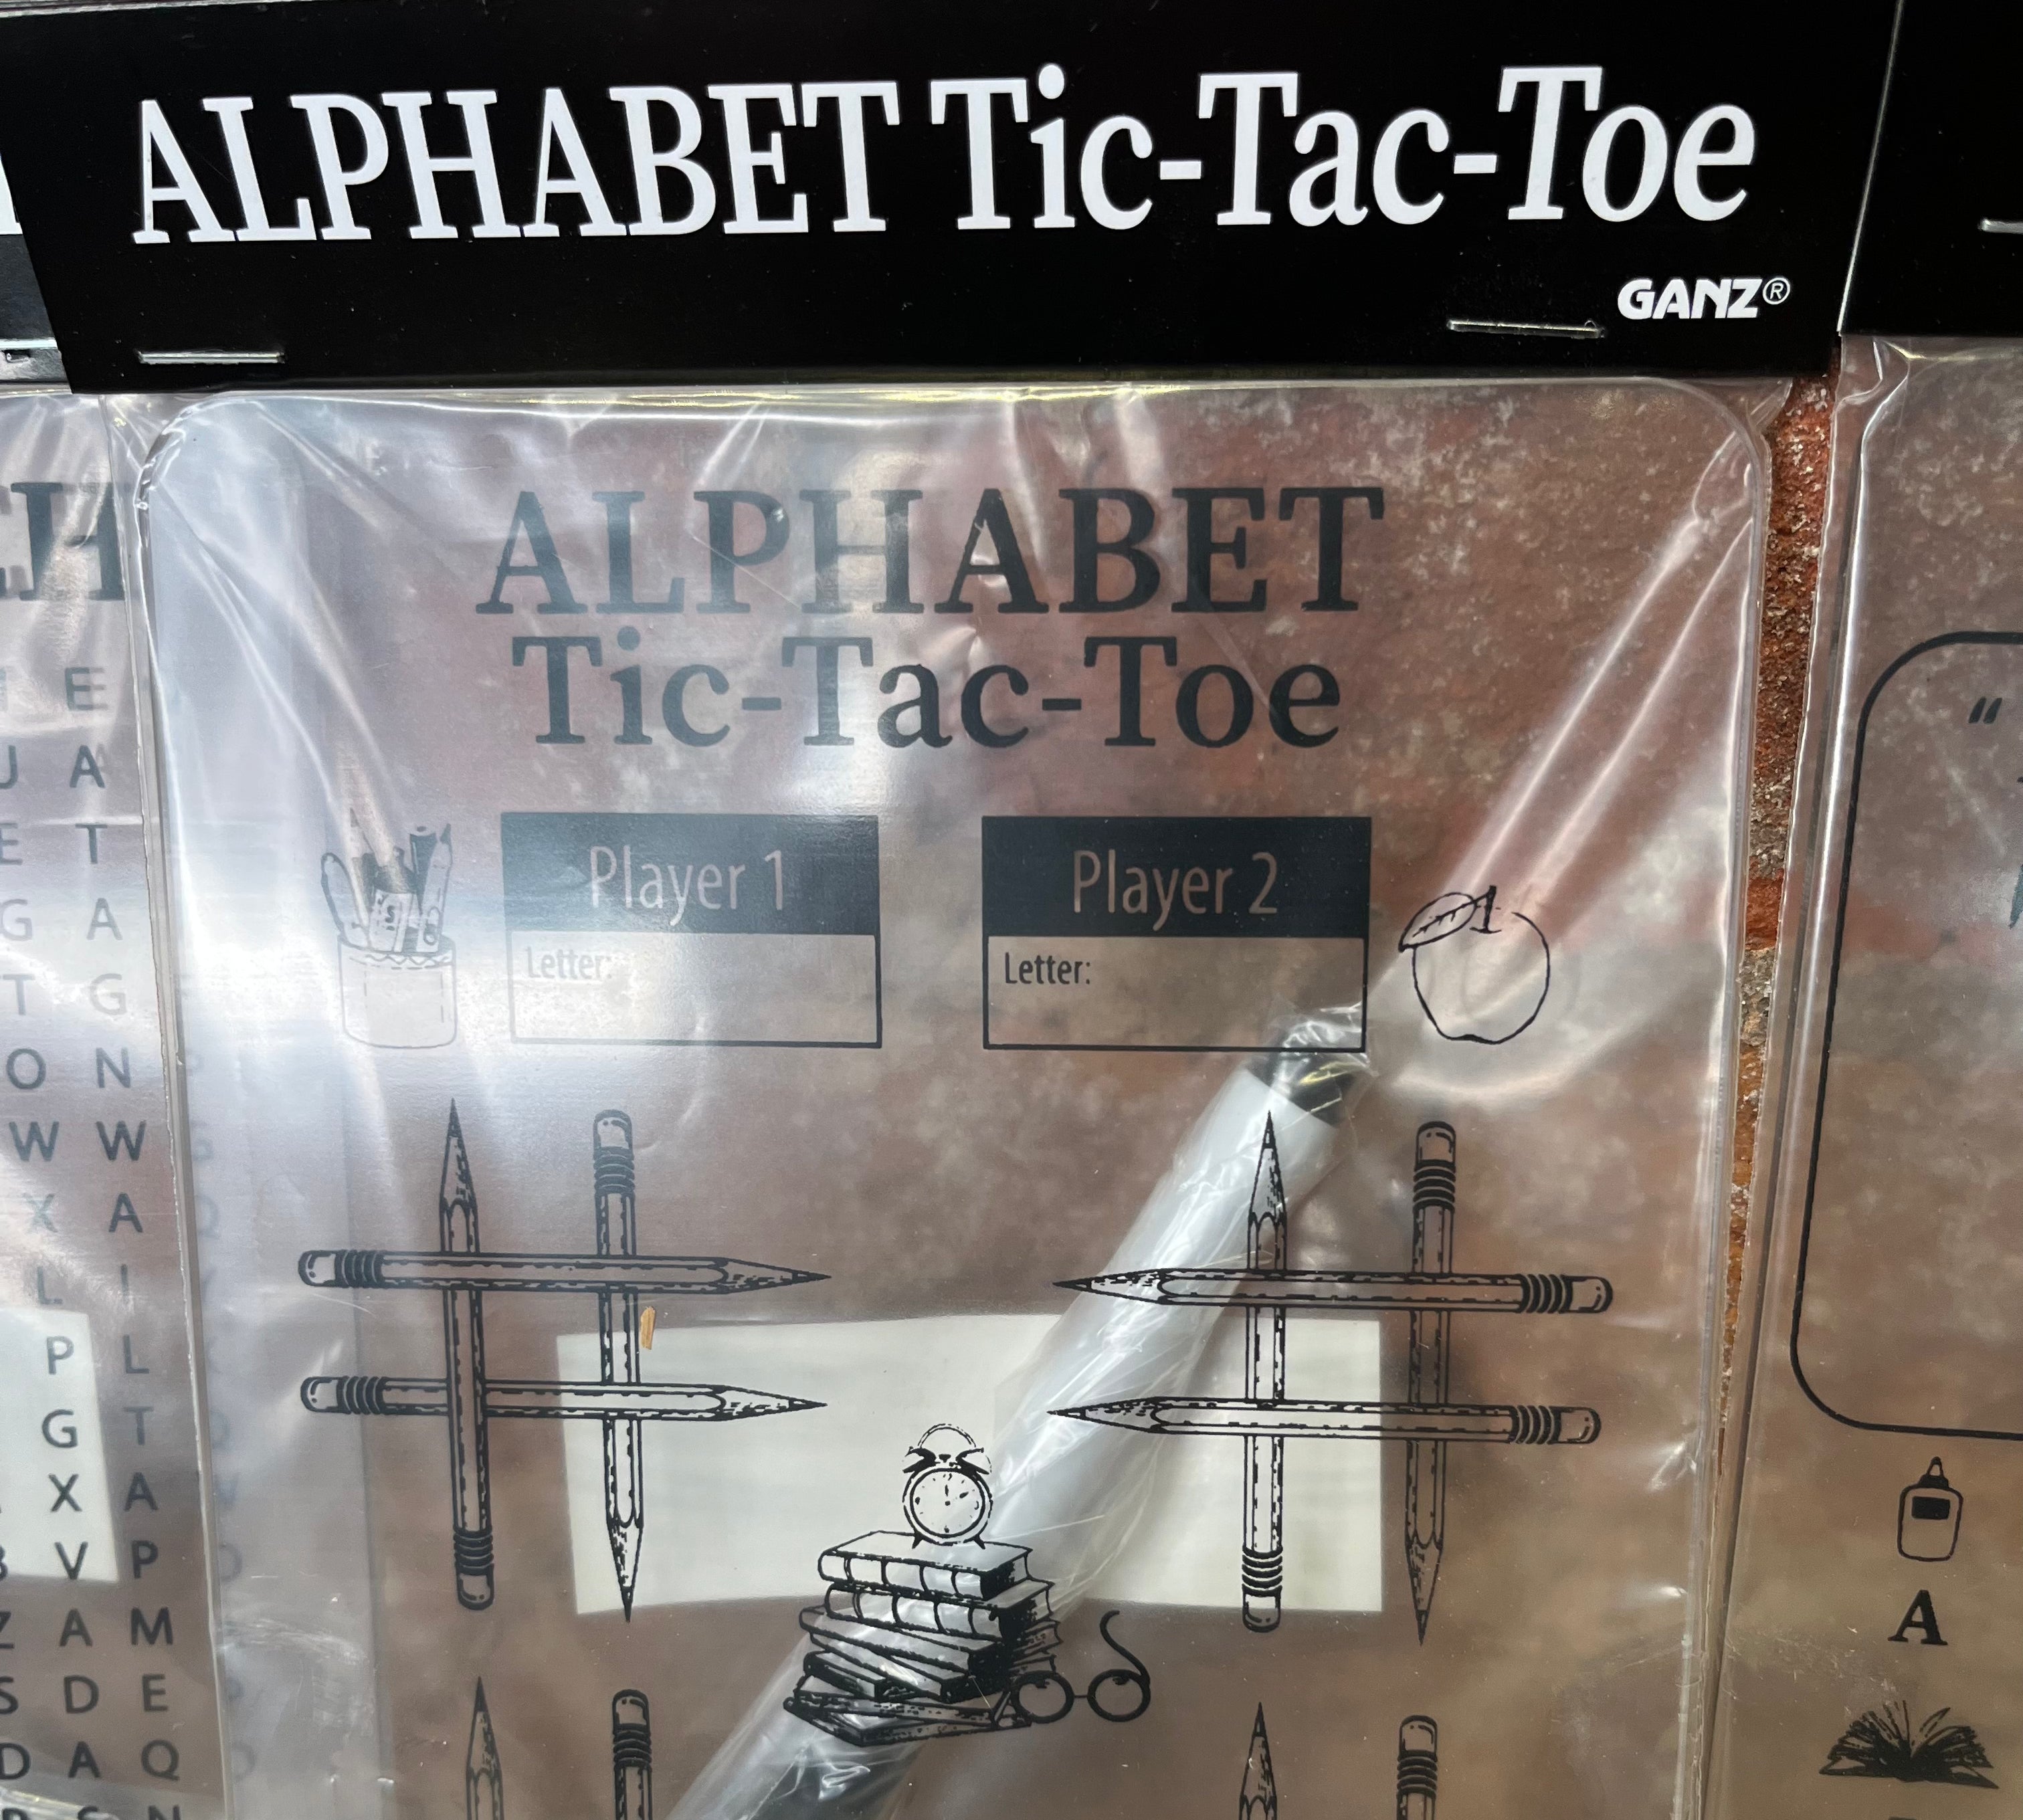 ALPHABET Tic-Tac-Toe
GANZ®
ALPHABET
Tic-Tac-Toe
Player 1
Letter:
Player 2
Letter:
E
U A
E T
G A
T G
O N
W W
X A
L I
P L
G T
X A
V P
Z A M
S D E
D A Q
A